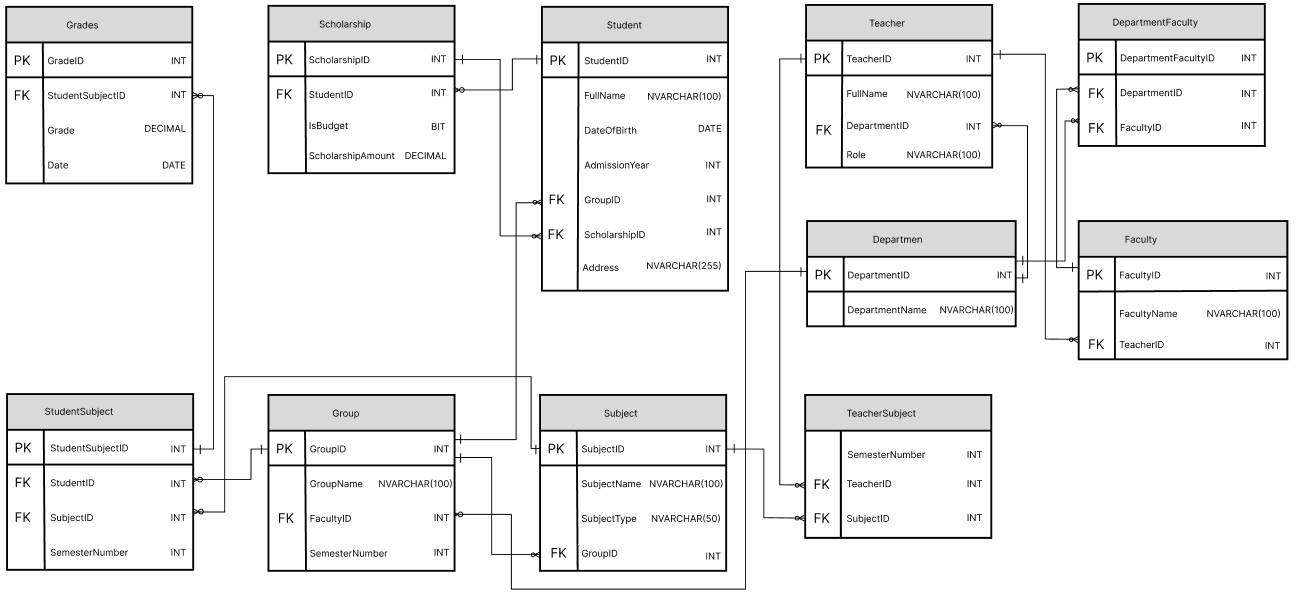 Grades
PK GradeID INT
FK StudentSubjectID INT
Grade DECIMAL
Date DATE
Scholarship
PK ScholarshipID INT
FK StudentID INT
IsBudget BIT
ScholarshipAmount DECIMAL
Student
PK StudentID INT
FullName NVARCHAR(100)
DateOfBirth DATE
AdmissionYear INT
FK GroupID INT
FK ScholarshipID INT
Address NVARCHAR(255)
Teacher
PK TeacherID INT
FullName NVARCHAR(100)
FK DepartmentID INT
Role NVARCHAR(100)
DepartmentFaculty
PK DepartmentFacultyID INT
FK DepartmentID INT
FK FacultyID INT
Departmen
PK DepartmentID INT
DepartmentName NVARCHAR(100)
Faculty
PK FacultyID INT
FacultyName NVARCHAR(100)
FK TeacherID INT
StudentSubject
PK StudentSubjectID INT
FK StudentID INT
FK SubjectID INT
SemesterNumber INT
Group
PK GroupID INT
GroupName NVARCHAR(100)
FK FacultyID INT
SemesterNumber INT
Subject
PK SubjectID INT
SubjectName NVARCHAR(100)
SubjectType NVARCHAR(50)
FK GroupID INT
TeacherSubject
SemesterNumber INT
FK TeacherID INT
FK SubjectID INT